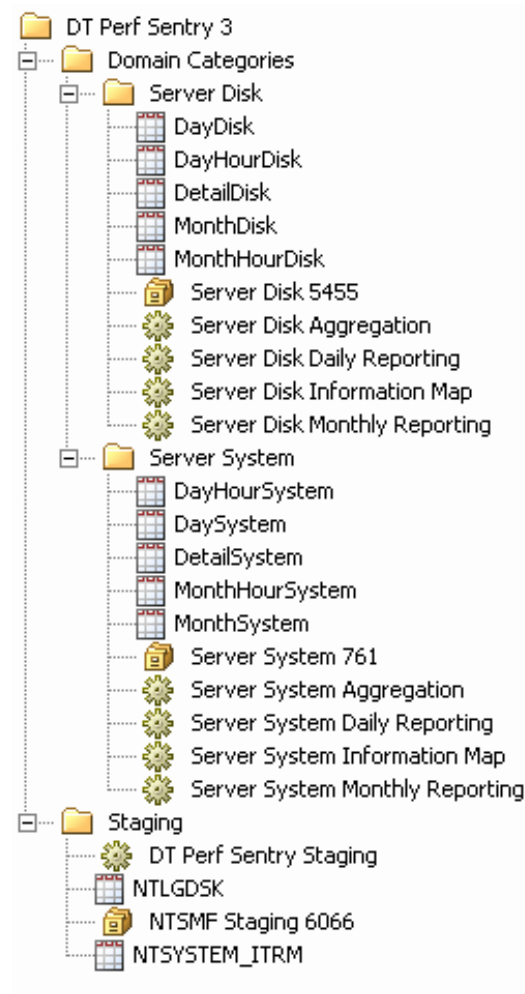 DT Perf Sentry 3
Domain Categories
Server Disk
DayDisk
DayHourDisk
DetailDisk
MonthDisk
MonthHourDisk
Server Disk 5455
Server Disk Aggregation
Server Disk Daily Reporting
Server Disk Information Map
Server Disk Monthly Reporting
Server System
DayHourSystem
DaySystem
DetailSystem
MonthHourSystem
MonthSystem
Server System 761
Server System Aggregation
Server System Daily Reporting
Server System Information Map
Server System Monthly Reporting
Staging
DT Perf Sentry Staging
NTLGDSK
NTSMF Staging 6066
NTSYSTEM_ITRM